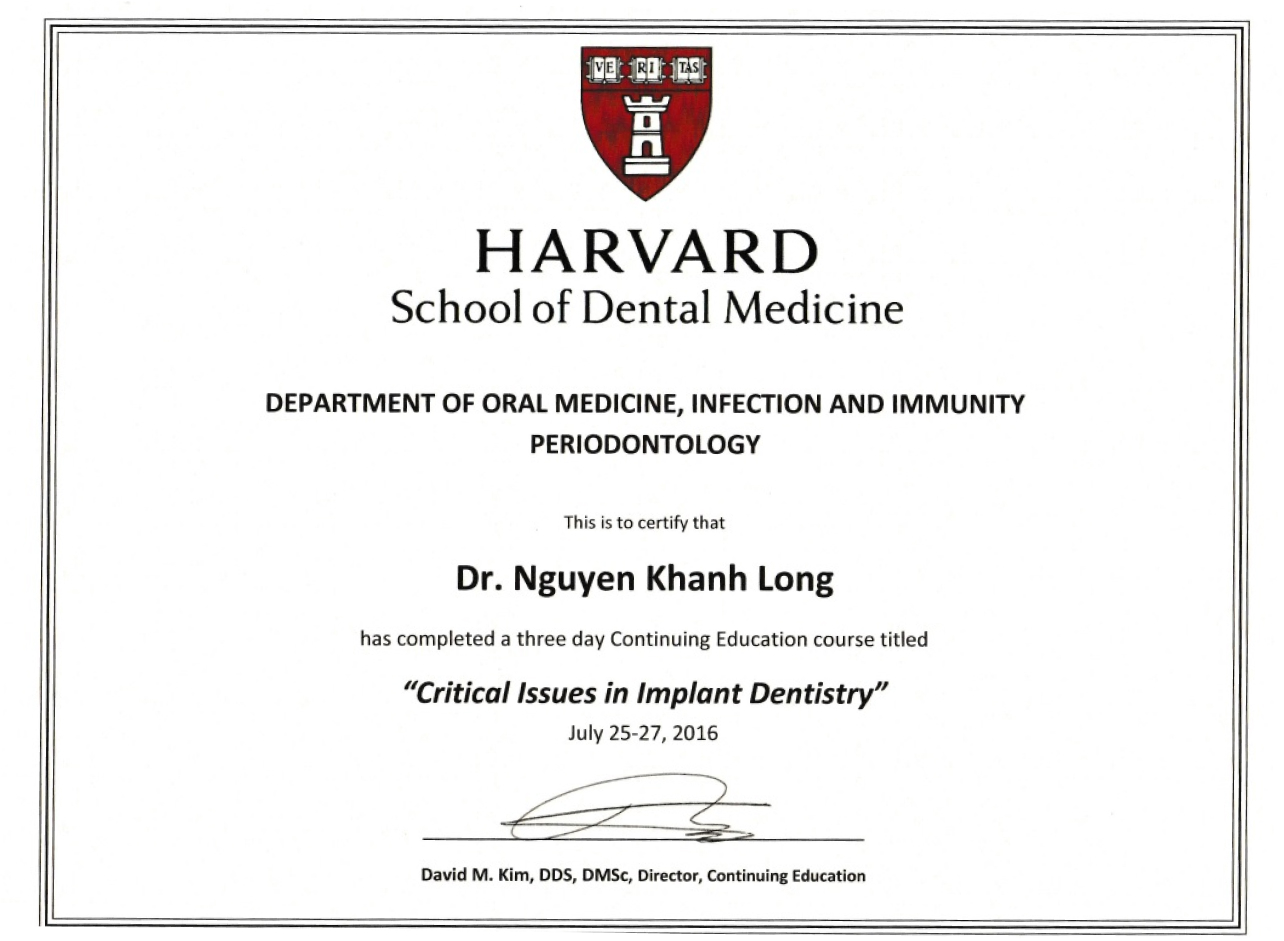 VE RI TAS
HARVARD
School of Dental Medicine
DEPARTMENT OF ORAL MEDICINE, INFECTION AND IMMUNITY
PERIODONTOLOGY
This is to certify that
Dr. Nguyen Khanh Long
has completed a three day Continuing Education course titled
“Critical Issues in Implant Dentistry”
July 25-27, 2016
David M. Kim, DDS, DMSc, Director, Continuing Education